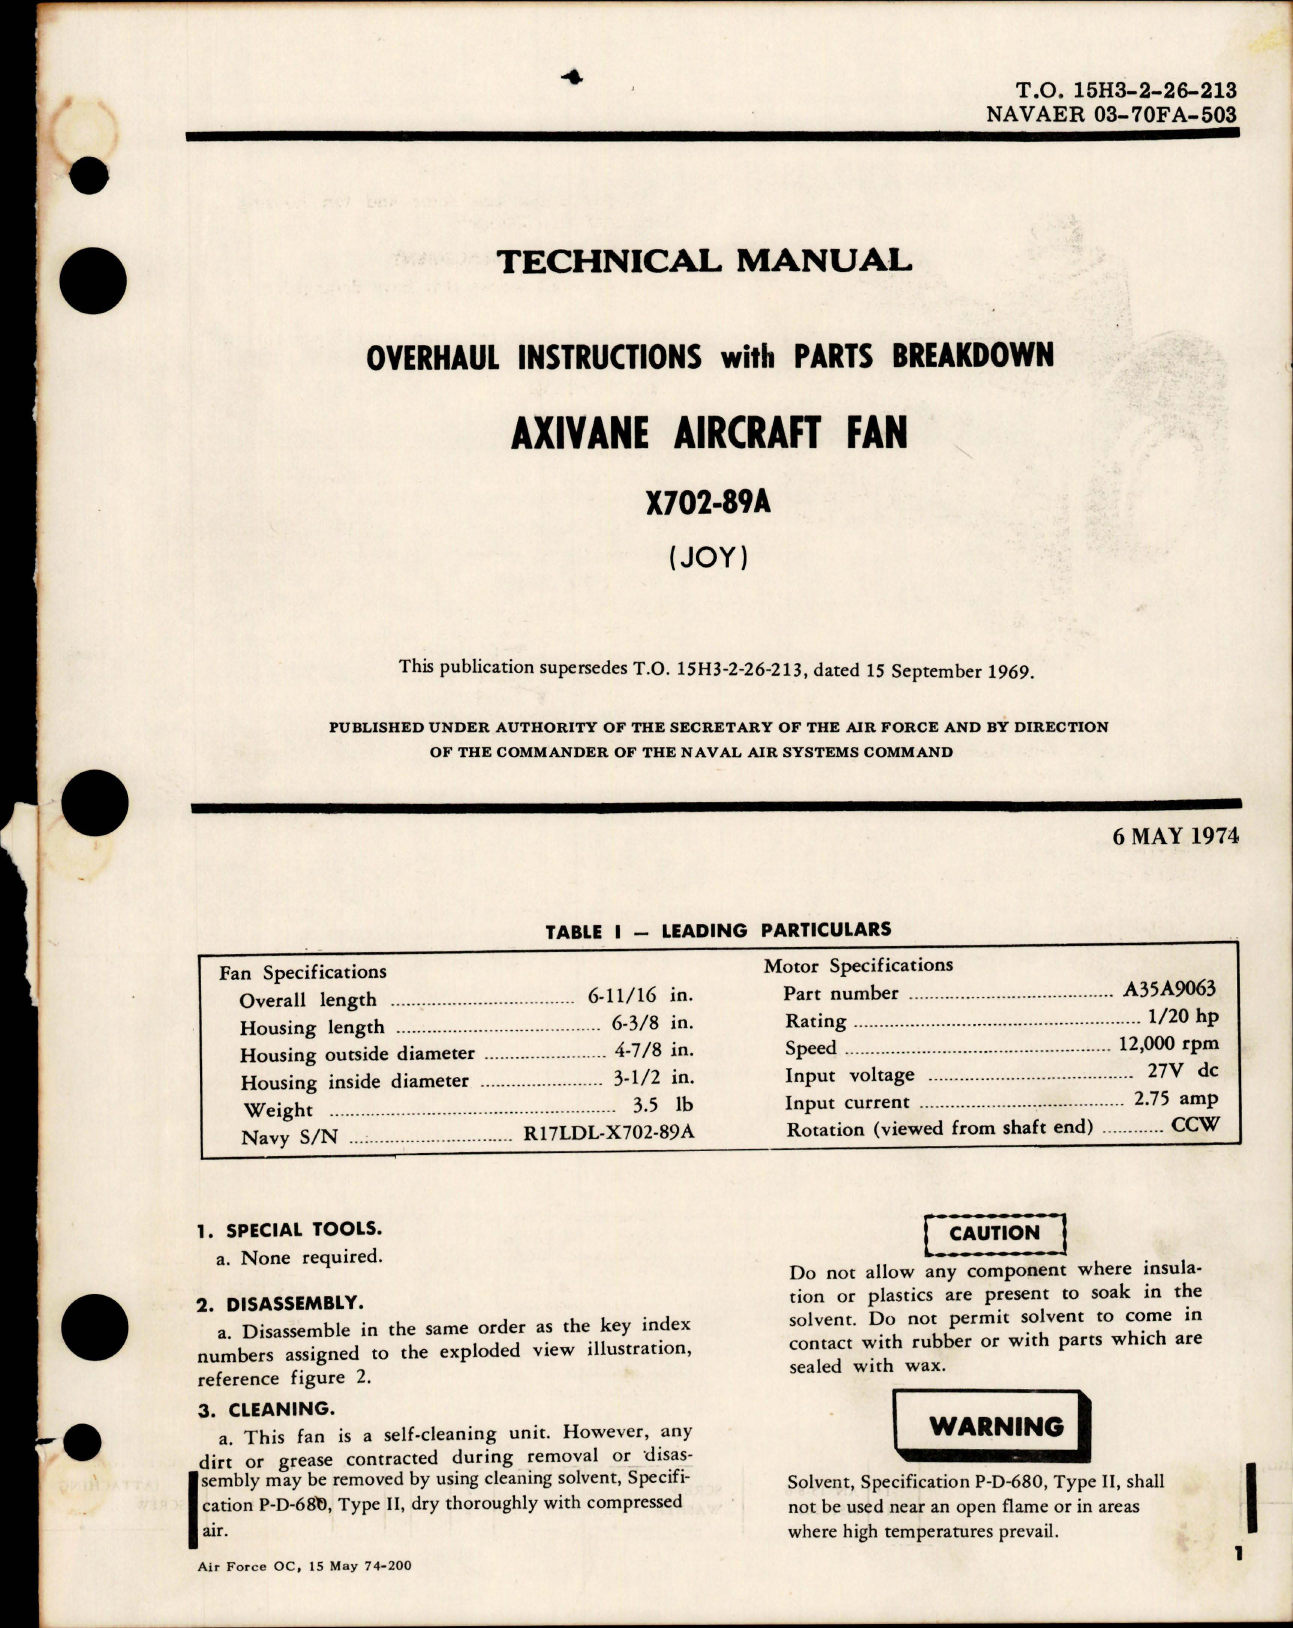 T.O. 15H3-2-26-213
NAVAER 03-70FA-503
TECHNICAL MANUAL
OVERHAUL INSTRUCTIONS with PARTS BREAKDOWN
AXIVANE AIRCRAFT FAN
X702-89A
(JOY)
This publication supersedes T.O. 15H3-2-26-213, dated 15 September 1969.
PUBLISHED UNDER AUTHORITY OF THE SECRETARY OF THE AIR FORCE AND BY DIRECTION
OF THE COMMANDER OF THE NAVAL AIR SYSTEMS COMMAND
6 MAY 1974
TABLE I — LEADING PARTICULARS
Fan Specifications
Overall length ........ 6-11/16 in.
Housing length ........ 6-3/8 in.
Housing outside diameter ........ 4-7/8 in.
Housing inside diameter ........ 3-1/2 in.
Weight ........ 3.5 lb
Navy S/N ........ R17LDL-X702-89A
Motor Specifications
Part number ........ A35A9063
Rating ........ 1/20 hp
Speed ........ 12,000 rpm
Input voltage ........ 27V dc
Input current ........ 2.75 amp
Rotation (viewed from shaft end) ........ CCW
1. SPECIAL TOOLS.
a. None required.
2. DISASSEMBLY.
a. Disassemble in the same order as the key index
numbers assigned to the exploded view illustration,
reference figure 2.
3. CLEANING.
a. This fan is a self-cleaning unit. However, any
dirt or grease contracted during removal or disas-
sembly may be removed by using cleaning solvent, Specifi-
cation P-D-680, Type II, dry thoroughly with compressed
air.
CAUTION
Do not allow any component where insula-
tion or plastics are present to soak in the
solvent. Do not permit solvent to come in
contact with rubber or with parts which are
sealed with wax.
WARNING
Solvent, Specification P-D-680, Type II, shall
not be used near an open flame or in areas
where high temperatures prevail.
Air Force OC, 15 May 74-200
1